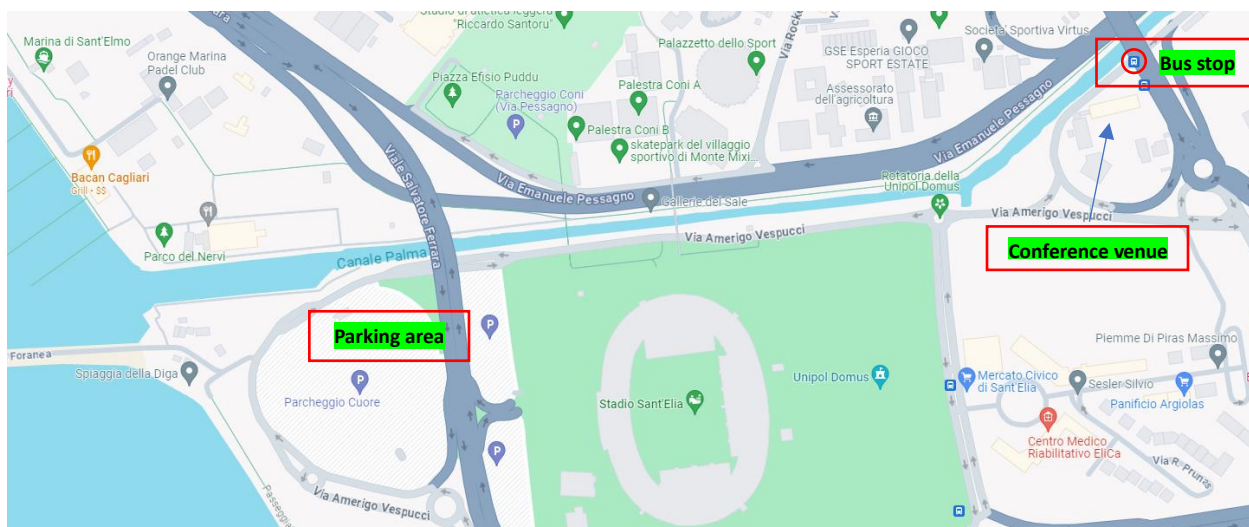 Stadio di atletica leggera
"Riccardo Santoru"
Marina di Sant'Elmo
Orange Marina
Padel Club
Palazzetto dello Sport
Via Rocke
GSE Esperia GIOCO
SPORT ESTATE
Societa' Sportiva Virtus
Bus stop
Piazza Efisio Puddu
Parcheggio Coni
(Via Pessagno)
Palestra Coni A
Assessorato
dell'agricoltura
Palestra Coni B
skatepark del villaggio
sportivo di Monte Mixi...
Via Emanuele Pessagno
Via Emanuele Pessagno
Viale Salvatore Ferrara
Via Emanuele Pessagno
Bacan Cagliari
Grill • $$
Gallerie del Sale
Rotatoria della
Unipol Domus
Via Amerigo Vespucci
Via Amerigo Vespucci
Parco del Nervi
Canale Palma
Conference venue
Parking area
Foranea
Spiaggia della Diga
Parcheggio Cuore
Stadio Sant'Elia
Unipol Domus
Piemme Di Piras Massimo
Mercato Civico
di Sant'Elia
Sesler Silvio
Panificio Argiolas
Centro Medico
Riabilitativo EliCa
Via R. Prunas
Via Amerigo Vespucci
Passeggia